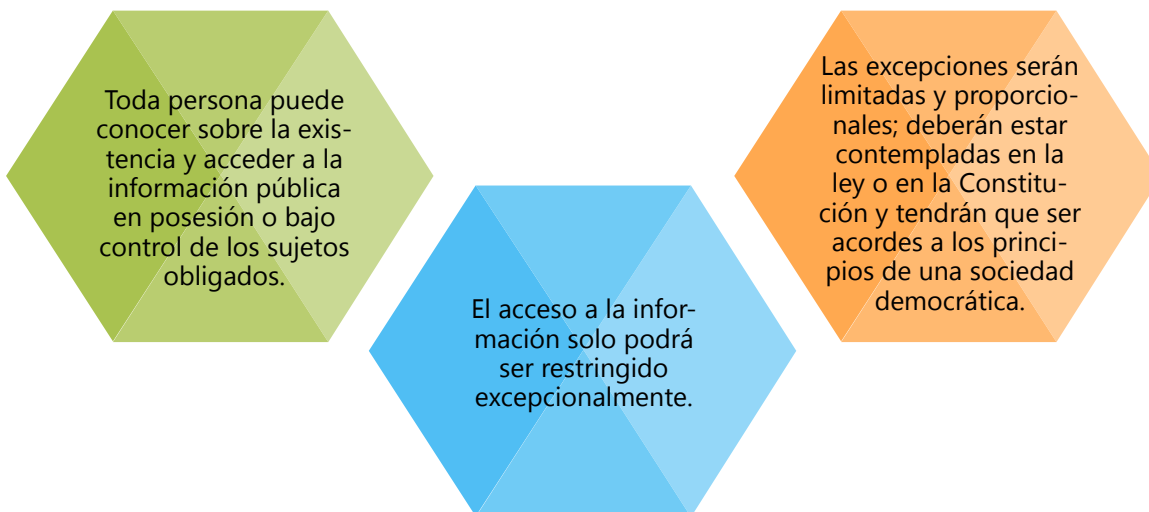 Toda persona puede
conocer sobre la exis-
tencia y acceder a la
información pública
en posesión o bajo
control de los sujetos
obligados.
El acceso a la infor-
mación solo podrá
ser restringido
excepcionalmente.
Las excepciones serán
limitadas y proporcio-
nales; deberán estar
contempladas en la
ley o en la Constitu-
ción y tendrán que ser
acordes a los princi-
pios de una sociedad
democrática.